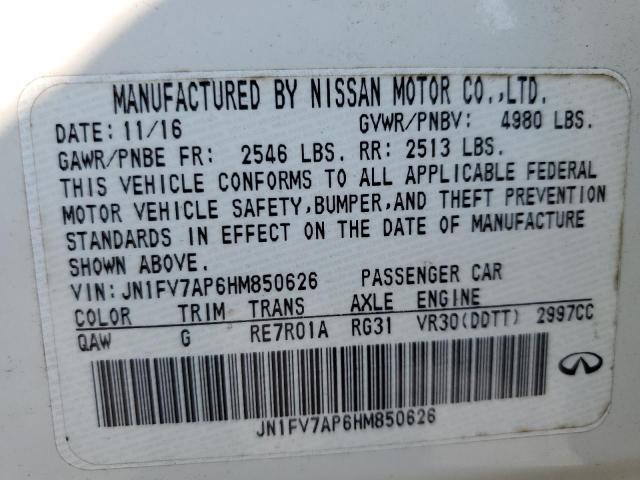 MANUFACTURED BY NISSAN MOTOR CO.,LTD.
DATE: 11/16 GVWR/PNBV: 4980 LBS.
GAWR/PNBE FR: 2546 LBS. RR: 2513 LBS.
THIS VEHICLE CONFORMS TO ALL APPLICABLE FEDERAL
MOTOR VEHICLE SAFETY,BUMPER,AND THEFT PREVENTION
STANDARDS IN EFFECT ON THE DATE OF MANUFACTURE
SHOWN ABOVE.
VIN: JN1FV7AP6HM850626 PASSENGER CAR
COLOR TRIM TRANS AXLE ENGINE
QAW G RE7R01A RG31 VR30(DDTT) 2997CC
JN1FV7AP6HM850626